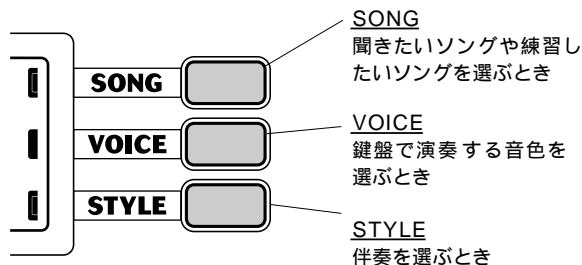 SONG
聞きたいソングや練習し
たいソングを選ぶとき
SONG
VOICE
VOICE
鍵盤で演奏する音色を
選ぶとき
STYLE
STYLE
伴奏を選ぶとき